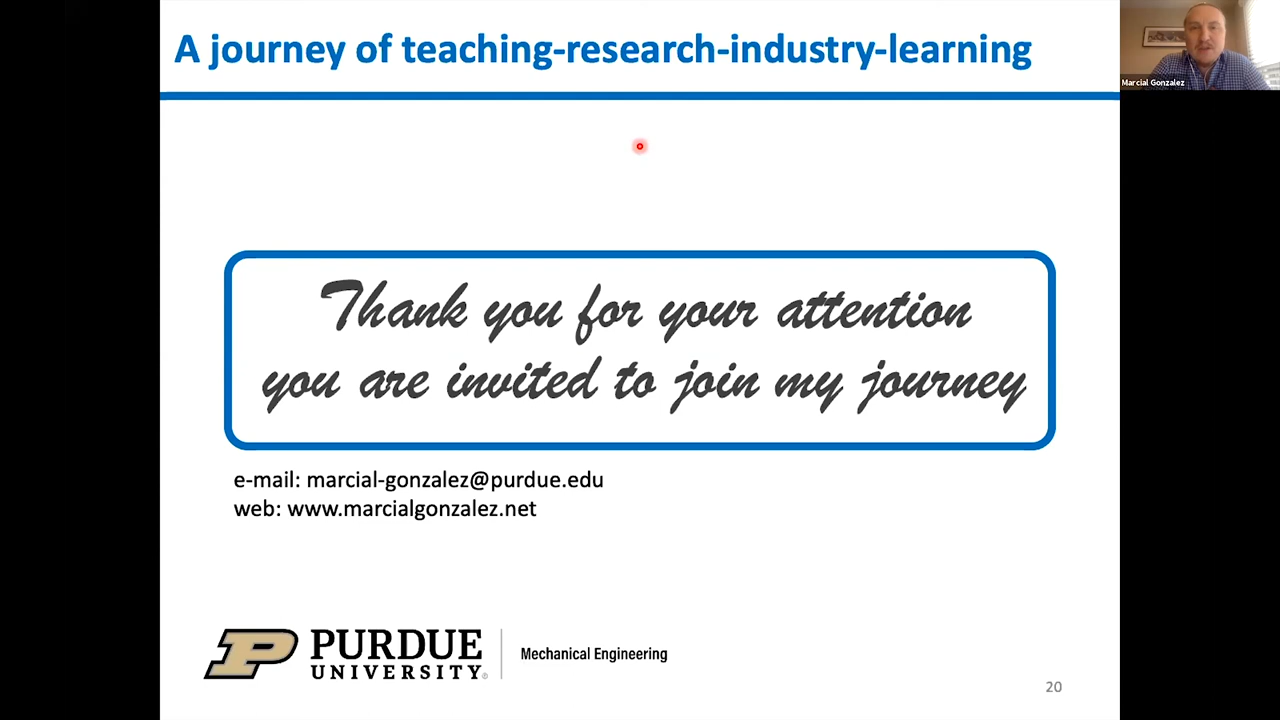 A journey of teaching-research-industry-learning
Marcial Gonzalez
Thank you for your attention
you are invited to join my journey
e-mail: marcial-gonzalez@purdue.edu
web: www.marcialgonzalez.net
P PURDUE
UNIVERSITY®
Mechanical Engineering
20